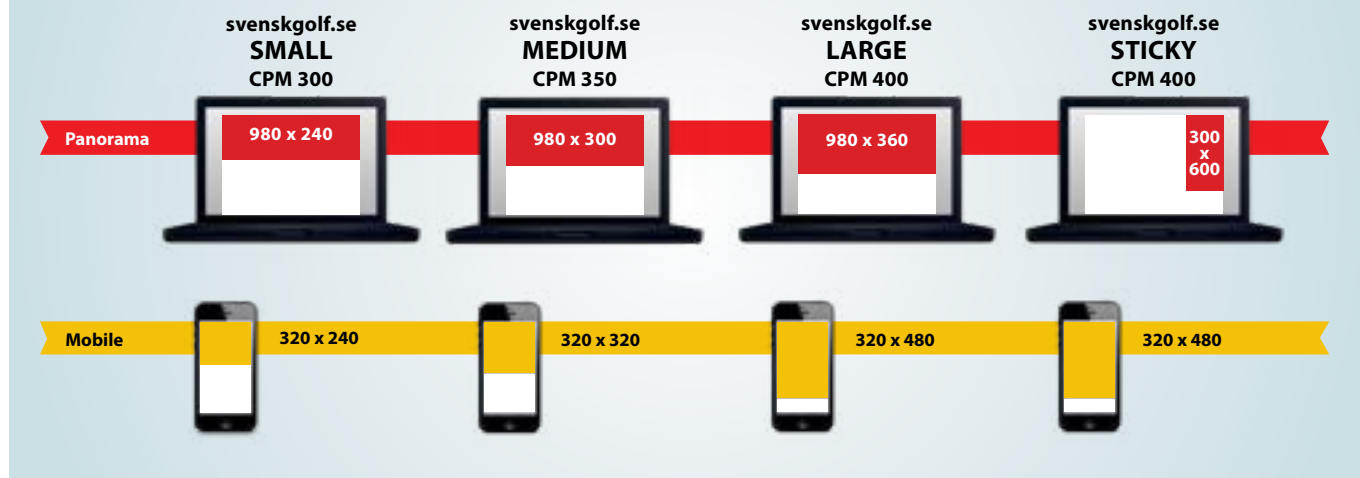 svenskgolf.se
SMALL
CPM 300
svenskgolf.se
MEDIUM
CPM 350
svenskgolf.se
LARGE
CPM 400
svenskgolf.se
STICKY
CPM 400
Panorama
980 x 240
980 x 300
980 x 360
300
x
600
Mobile
320 x 240
320 x 320
320 x 480
320 x 480